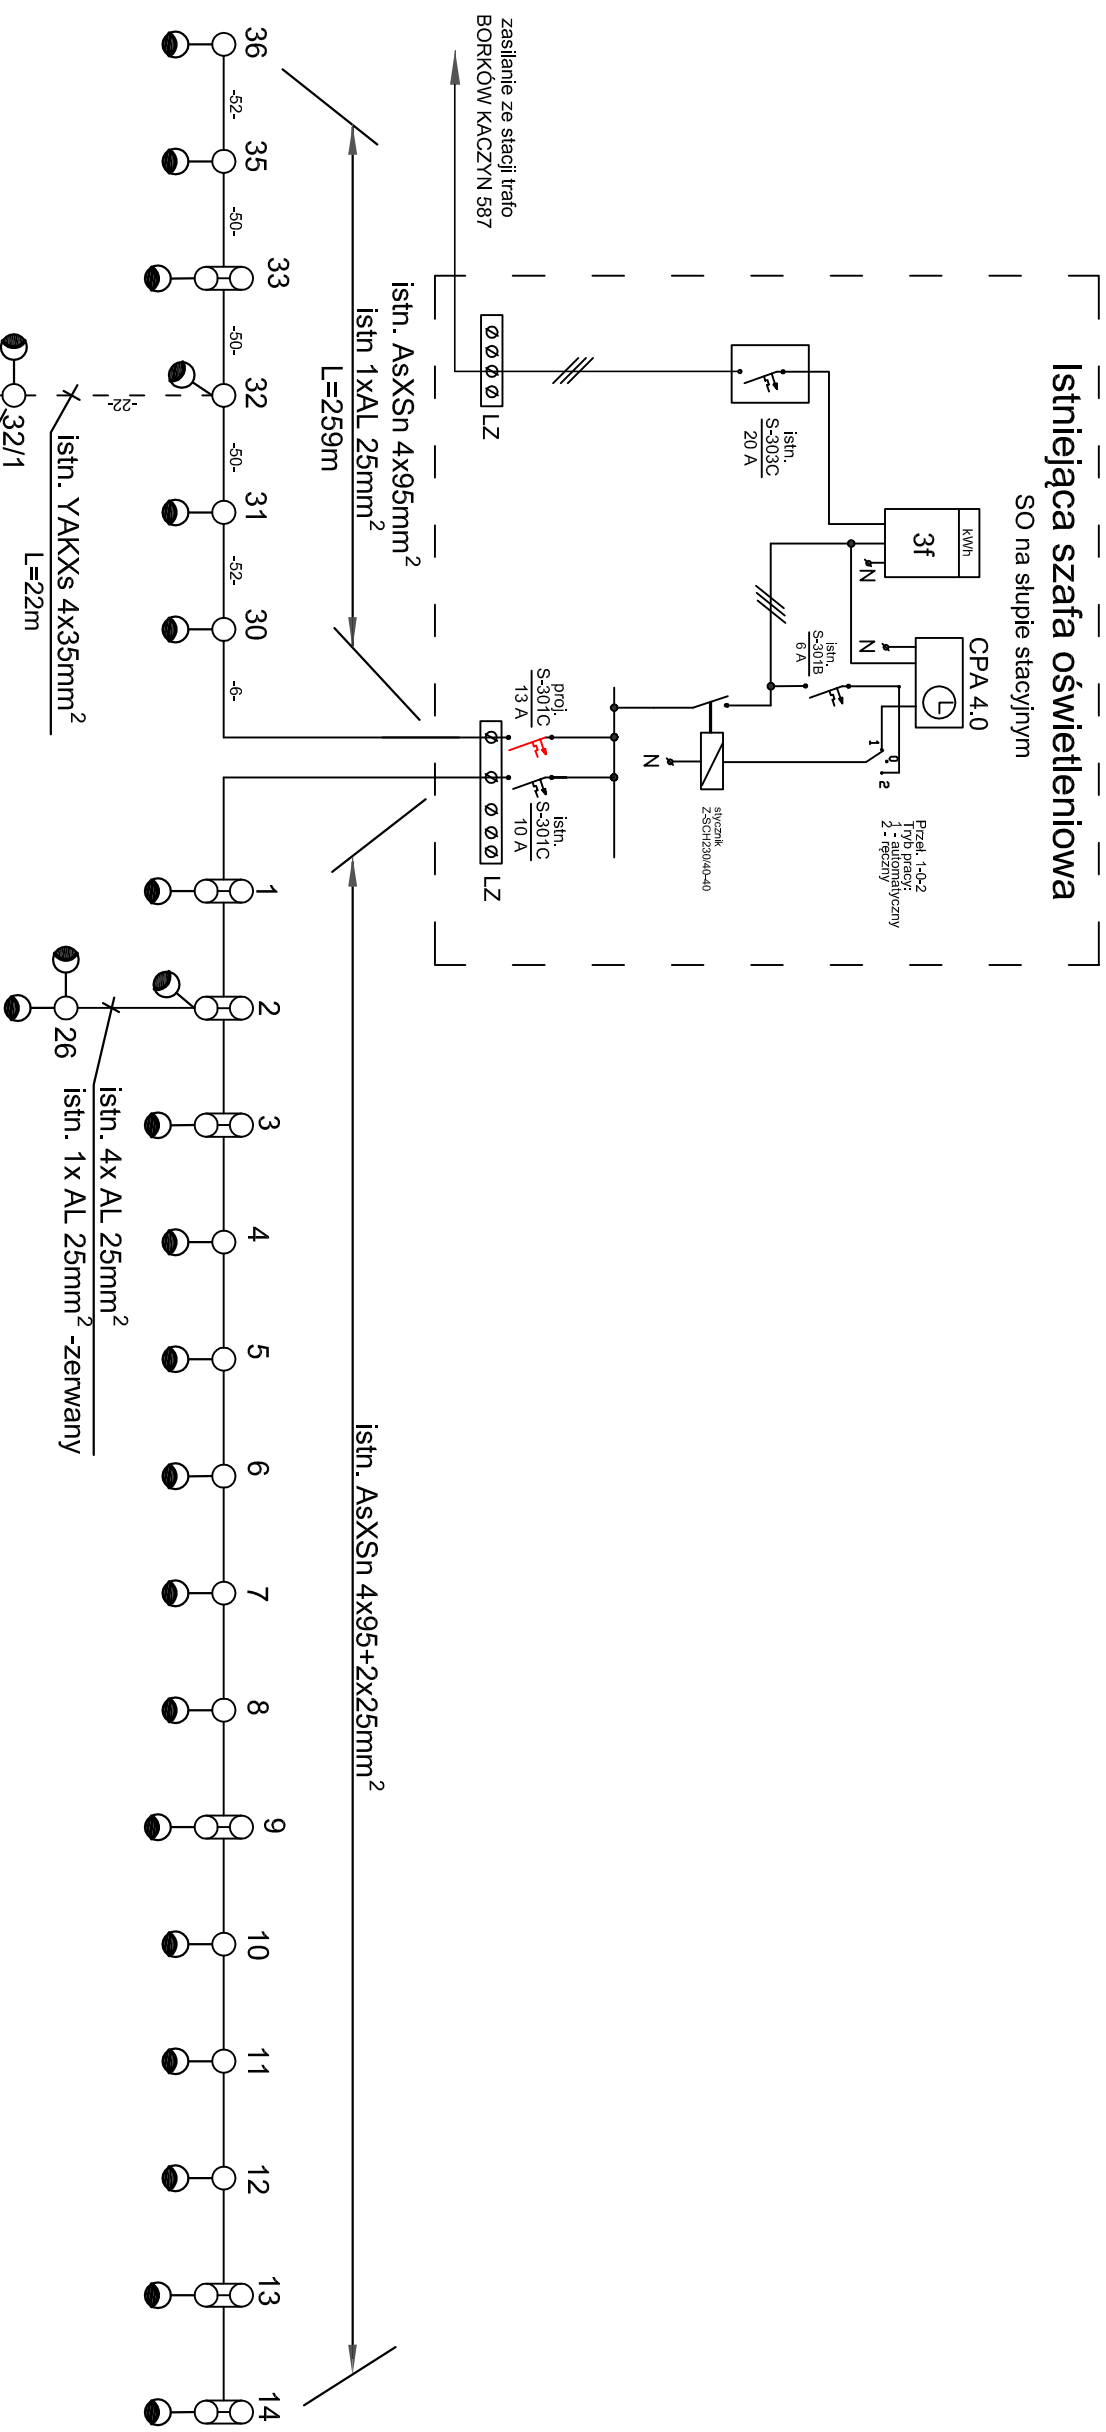 Istniejąca szafa oświetleniowa
SO na słupie stacyjnym
zasilanie ze stacji trafo
BORKÓW KACZYN 587
kWh
3f
N
CPA 4.0
L
N
istn.
S-303C
20 A
istn.
S-301B
6 A
1
0
2
Przeł. 1-0-2
Tryb pracy:
1 - automatyczny
2 - ręczny
stycznik
Z-SCH230/40-40
N
LZ
proj.
S-301C
13 A
istn.
S-301C
10 A
LZ
istn. AsXSn 4x95mm²
istn 1xAL 25mm²
L=259m
istn. AsXSn 4x95+2x25mm²
36
35
33
32
31
30
1
2
3
4
5
6
7
8
9
10
11
12
13
14
-52-
-50-
-50-
-50-
-52-
-6-
-22-
32/1
istn. YAKXs 4x35mm²
L=22m
26
istn. 4x AL 25mm²
istn. 1x AL 25mm² -zerwany